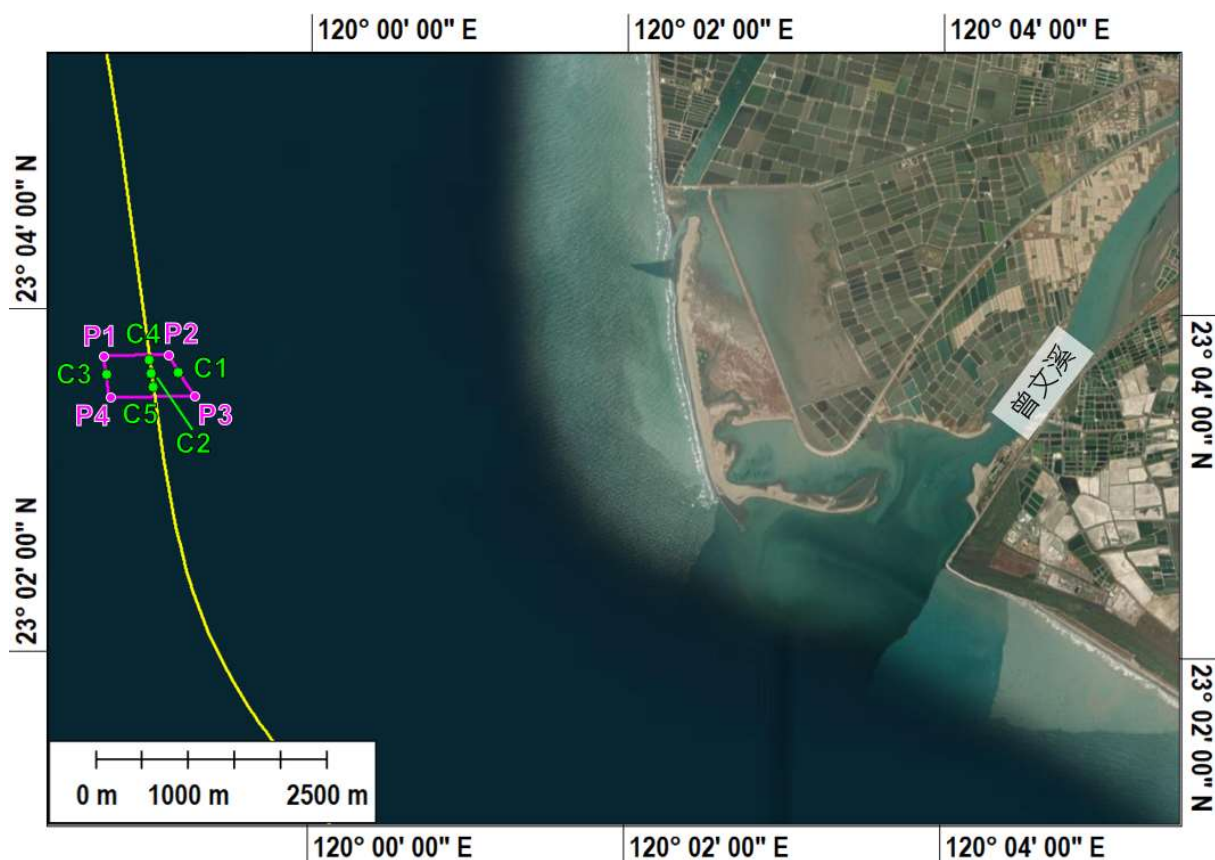 120° 00' 00" E
120° 02' 00" E
120° 04' 00" E
23° 04' 00" N
23° 02' 00" N
P1
C4
P2
C3
C1
P4
C5
P3
C2
曾文溪
23° 04' 00" N
23° 02' 00" N
0 m
1000 m
2500 m
120° 00' 00" E
120° 02' 00" E
120° 04' 00" E